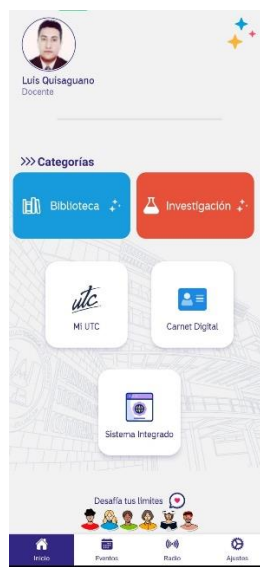 Luis Quisaguano
Docente
>>> Categorías
Biblioteca
Investigación
utc
Mi UTC
Carnet Digital
Sistema Integrado
Desafía tus límites
Inicio
Eventos
Radio
Ajustes